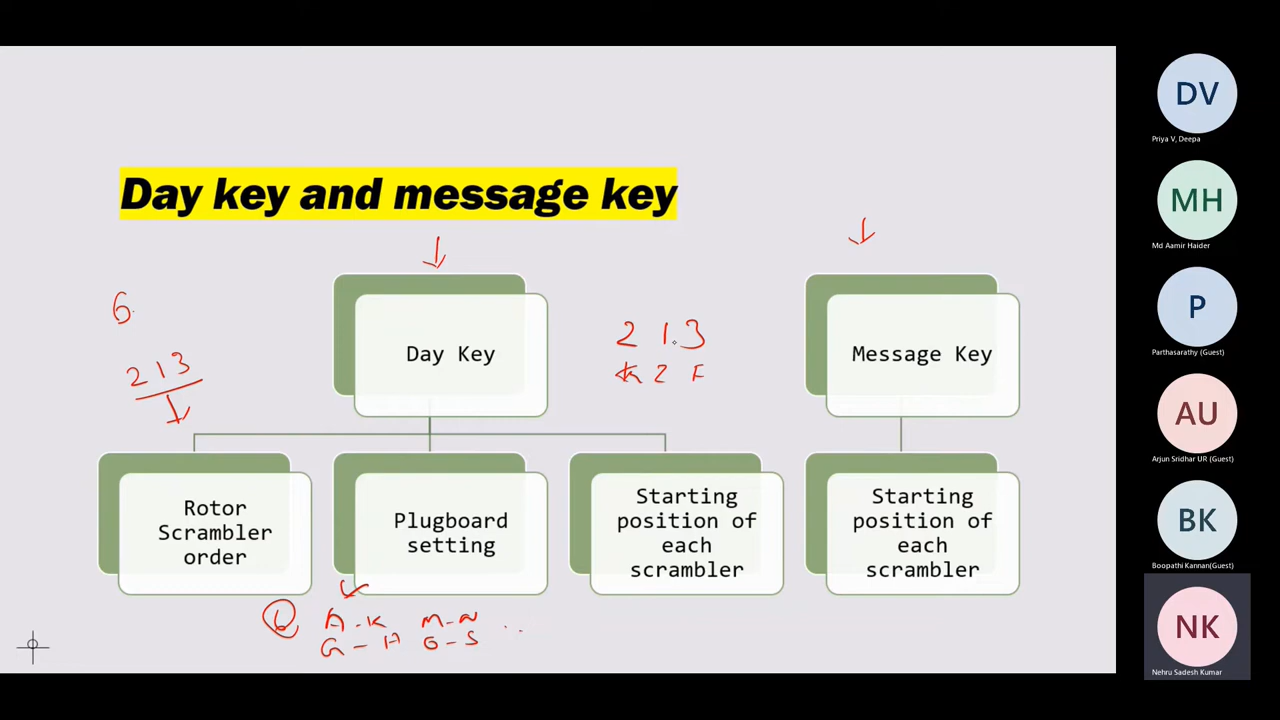 Day key and message key
6.
2 1 3
2 1 3
K Z F
Day Key
Message Key
Rotor
Scrambler
order
Plugboard
setting
Starting
position of
each
scrambler
Starting
position of
each
scrambler
6 A-K M-N
G-H O-S ..
DV
Priya V, Deepa
MH
Md Aamir Haider
P
Parthasarathy (Guest)
AU
Arjun Sridhar UR (Guest)
BK
Boopathi Kannan(Guest)
NK
Nehru Sadesh Kumar